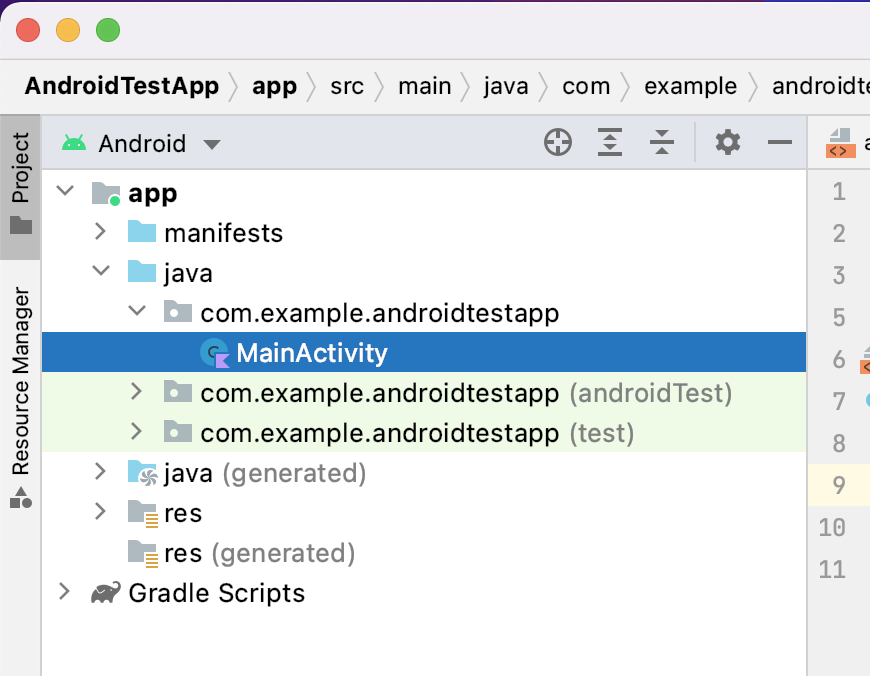 AndroidTestApp app src main java com example androidte
Project
Resource Manager
Android
app
manifests
java
com.example.androidtestapp
MainActivity
com.example.androidtestapp (androidTest)
com.example.androidtestapp (test)
java (generated)
res
res (generated)
Gradle Scripts
a
1
2
3
5
6
7
8
9
10
11